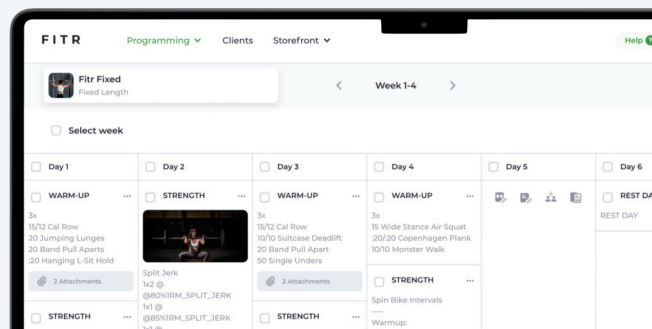 FITR
Programming
Clients
Storefront
Help ?
Fitr Fixed
Fixed Length
Week 1-4
Select week
Day 1
Day 2
Day 3
Day 4
Day 5
Day 6
WARM-UP
3x
15/12 Cal Row
20 Jumping Lunges
20 Band Pull Aparts
:20 Hanging L-Sit Hold
2 Attachments
STRENGTH
STRENGTH
Split Jerk
1x2 @
@80%1RM_SPLIT_JERK
1x1 @
@85%1RM_SPLIT_JERK
1x1 @
WARM-UP
3x
15/12 Cal Row
10/10 Suitcase Deadlift
20 Band Pull Apart
50 Single Unders
2 Attachments
STRENGTH
WARM-UP
3x
15 Wide Stance Air Squat
:20/:20 Copenhagen Plank
10/10 Monster Walk
STRENGTH
Spin Bike Intervals
----
Warmup:
REST DA
REST DAY